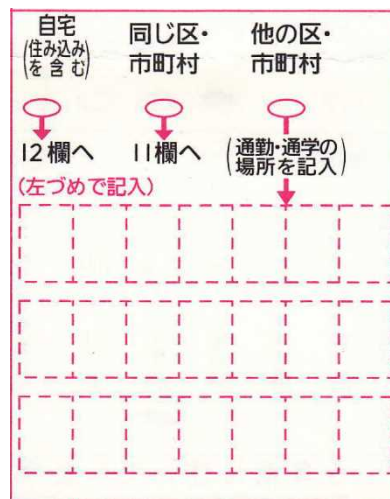 自宅
(住み込みを含む)
同じ区・市町村
他の区・市町村
12欄へ
11欄へ
(通勤・通学の場所を記入)
(左づめで記入)